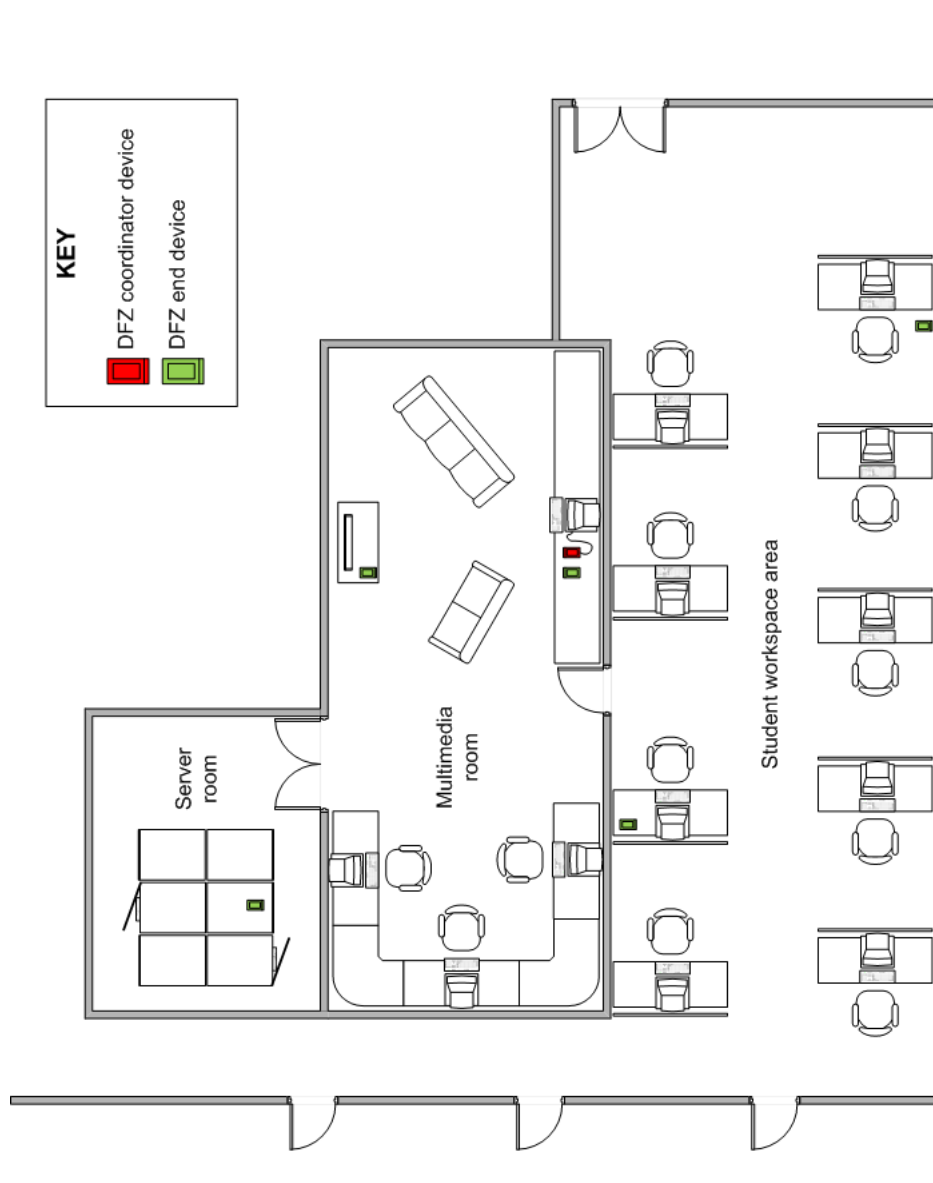 KEY
DFZ coordinator device
DFZ end device
Server
room
Multimedia
room
Student workspace area